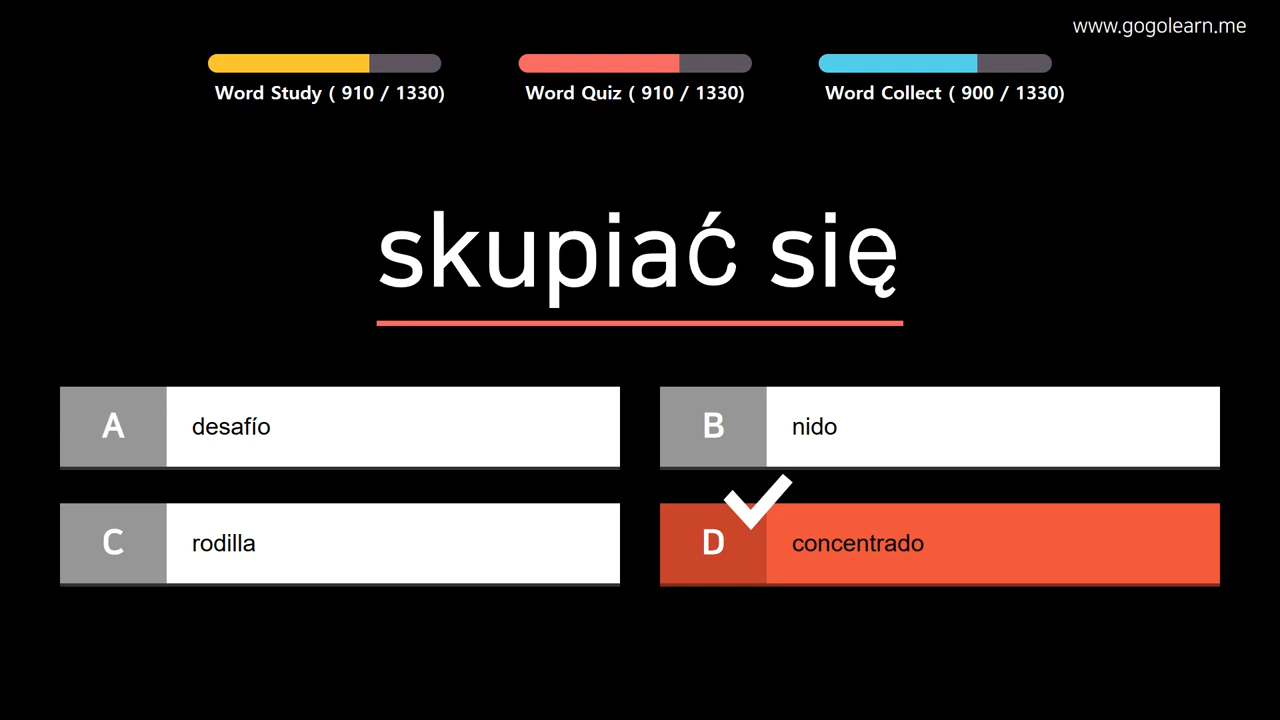 www.gogolearn.me
Word Study ( 910 / 1330) Word Quiz ( 910 / 1330) Word Collect ( 900 / 1330)
skupiać się
A desafío
B nido
C rodilla
D concentrado